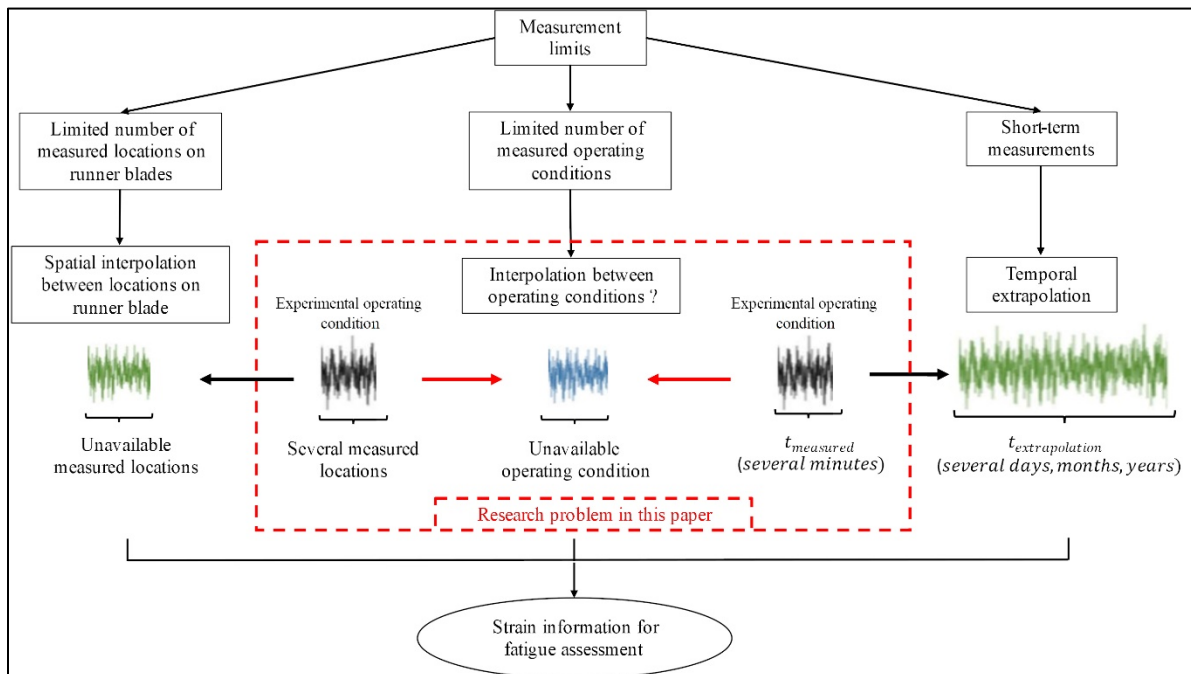 Measurement
limits
Limited number of
measured locations on
runner blades
Limited number of
measured operating
conditions
Short-term
measurements
Spatial interpolation
between locations on
runner blade
Interpolation between
operating conditions ?
Temporal
extrapolation
Experimental operating
condition
Experimental operating
condition
Unavailable
measured locations
Several measured
locations
Unavailable
operating condition
t_measured
(several minutes)
t_extrapolation
(several days, months, years)
Research problem in this paper
Strain information for
fatigue assessment